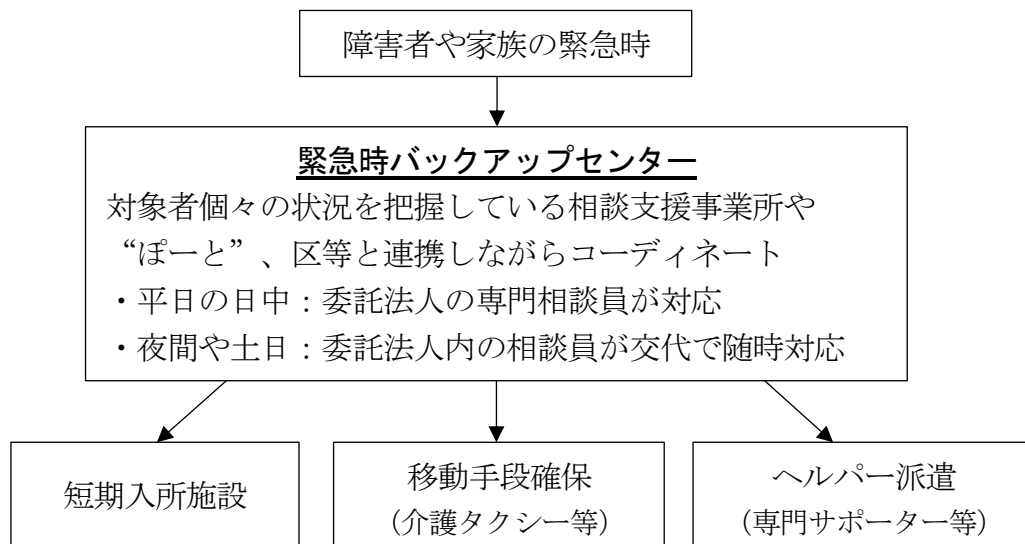 障害者や家族の緊急時
緊急時バックアップセンター
対象者個々の状況を把握している相談支援事業所や
“ぽーと”、区等と連携しながらコーディネート
・平日の日中：委託法人の専門相談員が対応
・夜間や土日：委託法人内の相談員が交代で随時対応
短期入所施設
移動手段確保
（介護タクシー等）
ヘルパー派遣
（専門サポーター等）